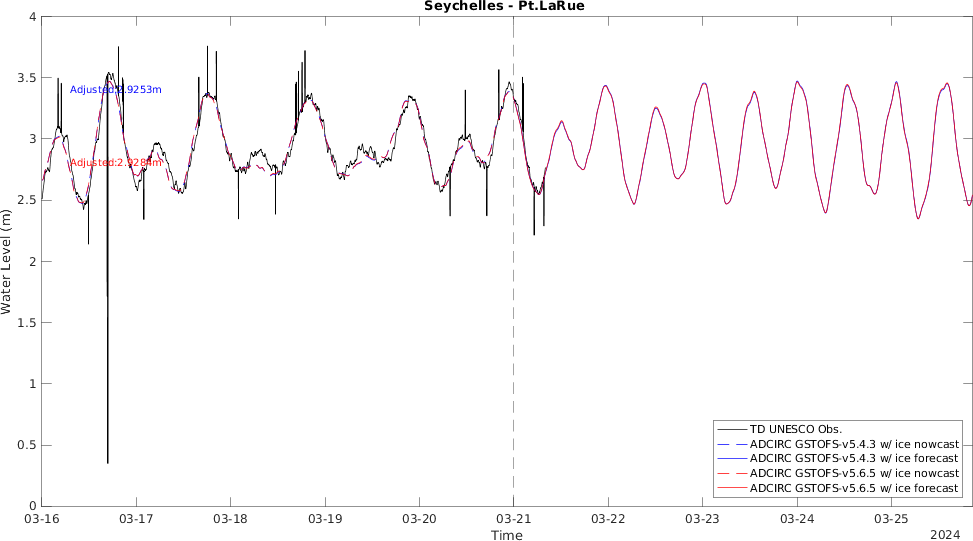 Seychelles - Pt.LaRue
4
3.5
3
2.5
2
1.5
1
0.5
0
Water Level (m)
Adjusted:2.9253m
03-16
03-17
03-18
03-19
03-20
03-21
03-22
03-23
03-24
03-25
Time
2024
TD UNESCO Obs.
ADCIRC GSTOFS-v5.4.3 w/ ice nowcast
ADCIRC GSTOFS-v5.4.3 w/ ice forecast
ADCIRC GSTOFS-v5.6.5 w/ ice nowcast
ADCIRC GSTOFS-v5.6.5 w/ ice forecast